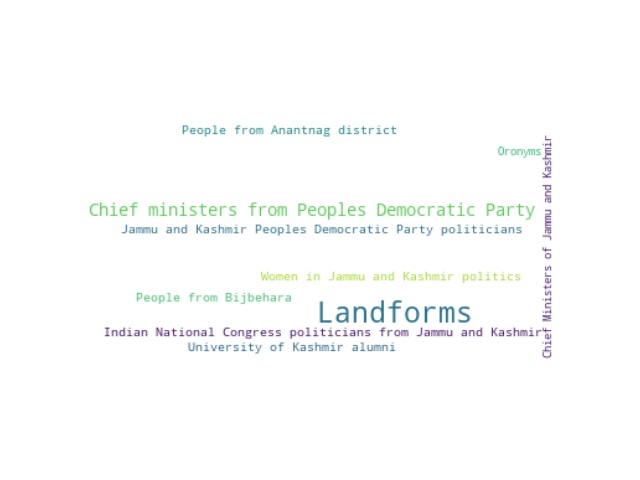 People from Anantnag district
Oronyms
Chief Ministers of Jammu and Kashmir
Chief ministers from Peoples Democratic Party
Jammu and Kashmir Peoples Democratic Party politicians
Women in Jammu and Kashmir politics
People from Bijbehara
Landforms
Indian National Congress politicians from Jammu and Kashmir
University of Kashmir alumni